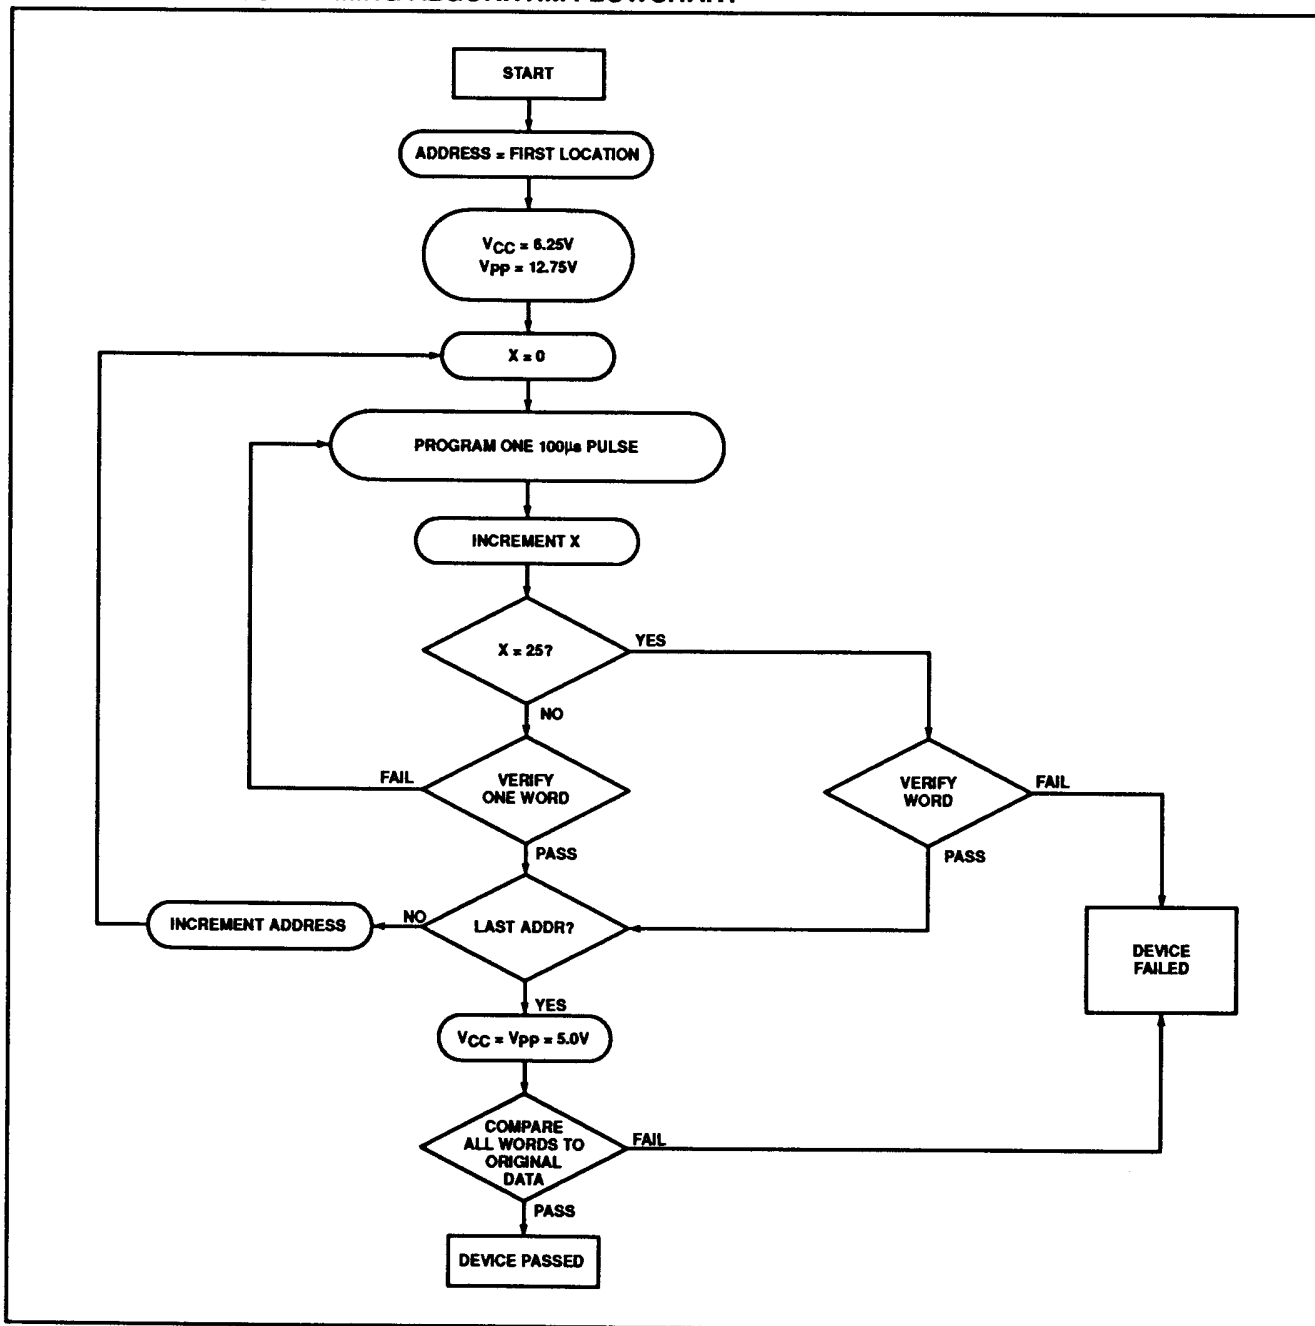 START
ADDRESS = FIRST LOCATION
VCC = 6.25V
VPP = 12.75V
X = 0
PROGRAM ONE 100µs PULSE
INCREMENT X
X = 25?
YES
NO
VERIFY
ONE WORD
FAIL
PASS
VERIFY
WORD
FAIL
PASS
INCREMENT ADDRESS
NO
LAST ADDR?
DEVICE
FAILED
YES
VCC = VPP = 5.0V
COMPARE
ALL WORDS TO
ORIGINAL
DATA
FAIL
PASS
DEVICE PASSED